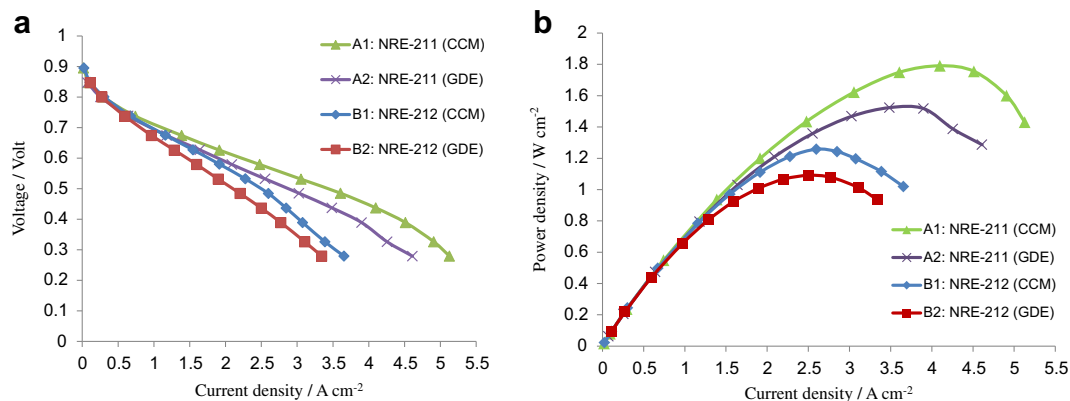 a
1
0.9
0.8
0.7
0.6
0.5
0.4
0.3
0.2
0.1
0
Voltage / Volt
0 0.5 1 1.5 2 2.5 3 3.5 4 4.5 5 5.5
Current density / A cm-2
A1: NRE-211 (CCM)
A2: NRE-211 (GDE)
B1: NRE-212 (CCM)
B2: NRE-212 (GDE)
b
2
1.8
1.6
1.4
1.2
1
0.8
0.6
0.4
0.2
0
Power density / W cm-2
0 0.5 1 1.5 2 2.5 3 3.5 4 4.5 5 5.5
Current density / A cm-2
A1: NRE-211 (CCM)
A2: NRE-211 (GDE)
B1: NRE-212 (CCM)
B2: NRE-212 (GDE)